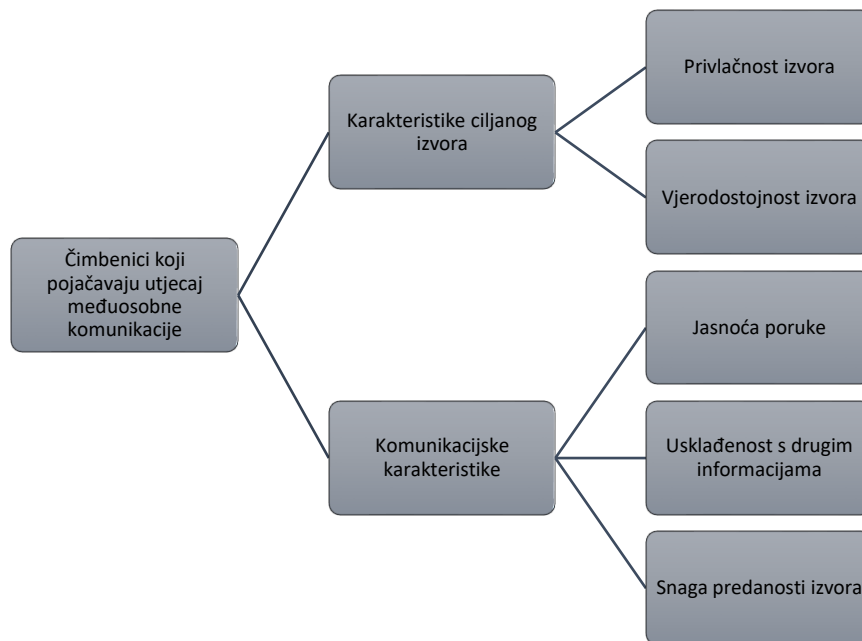 Čimbenici koji
pojačavaju utjecaj
međuosobne
komunikacije
Karakteristike ciljanog
izvora
Privlačnost izvora
Vjerodostojnost izvora
Komunikacijske
karakteristike
Jasnoća poruke
Usklađenost s drugim
informacijama
Snaga predanosti izvora